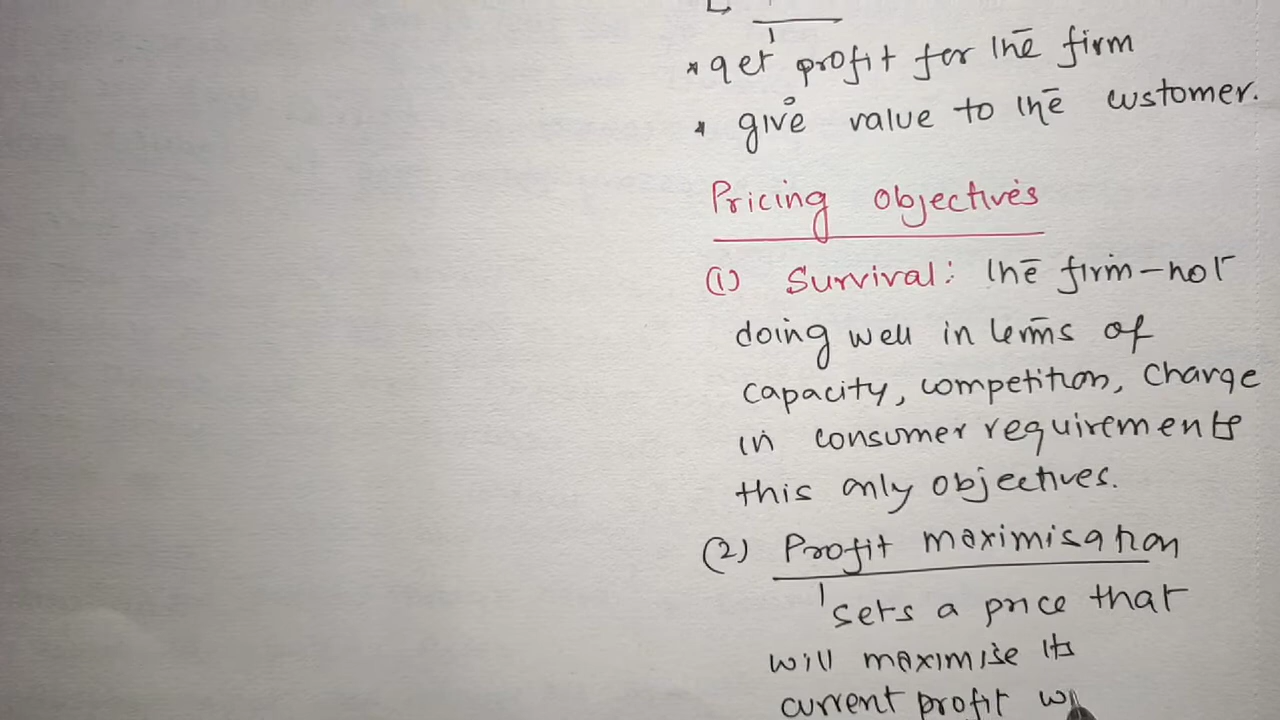 * get profit for the firm
* give value to the customer.
Pricing objectives
(1) Survival: the firm - not
doing well in terms of
capacity, competition, charge
in consumer requirements
this only objectives.
(2) Profit maximisation
sets a price that
will maximise its
current profit